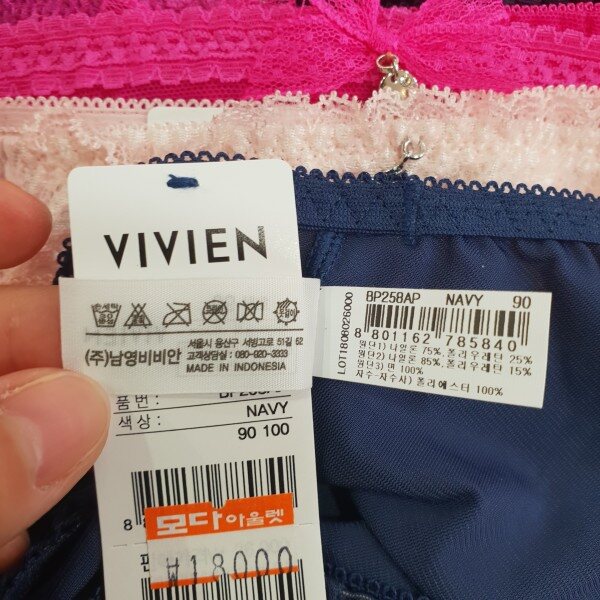 VIVIEN
서울시 용산구 서빙고로 51길 52
(주)남영비비안 고객상담실 : 080-920-3333
MADE IN INDONESIA
품번 : BP258AP
색상 : NAVY
90 100
모다아울렛
₩18000
BP258AP NAVY 90
8 801162 785840
LOT1808026000
원단1) 나일론 75%, 폴리우레탄 25%
원단2) 나일론 85%, 폴리우레탄 15%
원단3) 면 100%
자수-자수사) 폴리에스터 100%